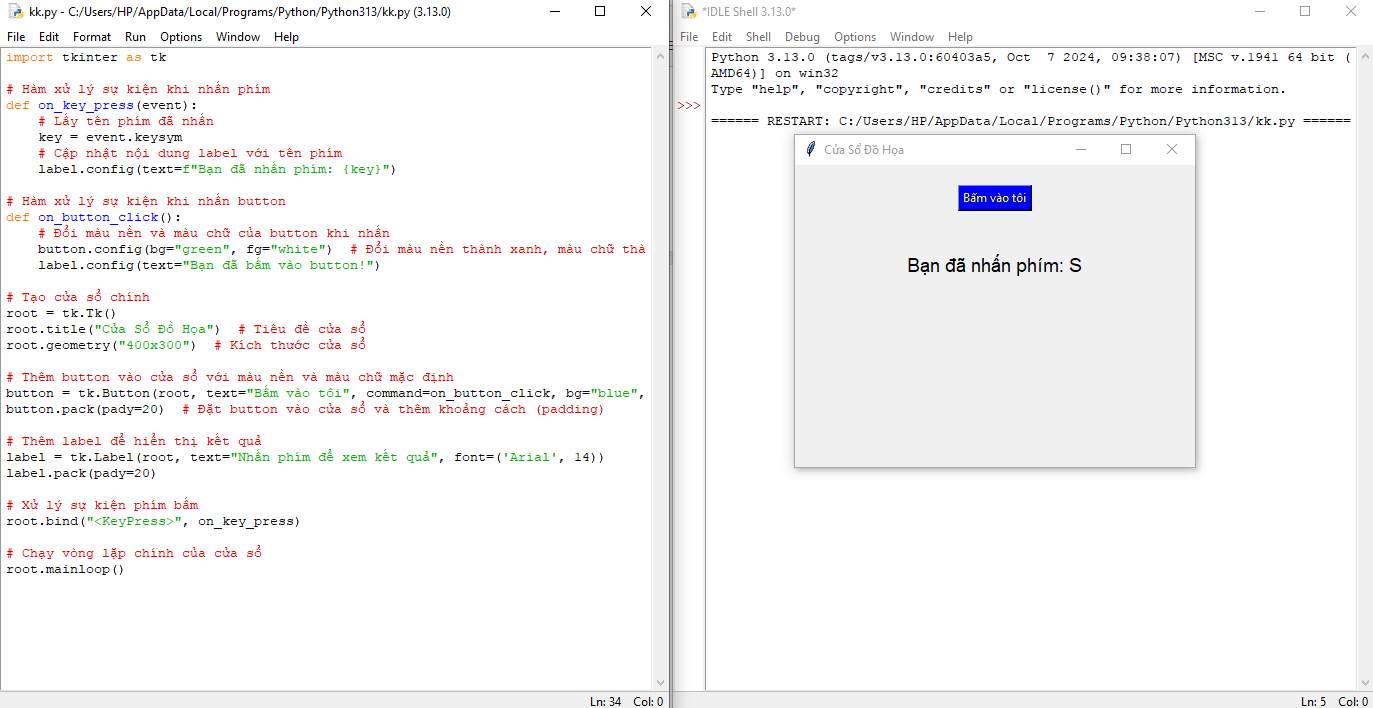 kk.py - C:/Users/HP/AppData/Local/Programs/Python/Python313/kk.py (3.13.0)
File Edit Format Run Options Window Help
import tkinter as tk
# Hàm xử lý sự kiện khi nhấn phím
def on_key_press(event):
# Lấy tên phím đã nhấn
key = event.keysym
# Cập nhật nội dung label với tên phím
label.config(text=f"Bạn đã nhấn phím: {key}")
# Hàm xử lý sự kiện khi nhấn button
def on_button_click():
# Đổi màu nền và màu chữ của button khi nhấn
button.config(bg="green", fg="white")  # Đổi màu nền thành xanh, màu chữ thà
label.config(text="Bạn đã bấm vào button!")
# Tạo cửa sổ chính
root = tk.Tk()
root.title("Cửa Sổ Đồ Họa")  # Tiêu đề cửa sổ
root.geometry("400x300")  # Kích thước cửa sổ
# Thêm button vào cửa sổ với màu nền và màu chữ mặc định
button = tk.Button(root, text="Bấm vào tôi", command=on_button_click, bg="blue",
button.pack(pady=20)  # Đặt button vào cửa sổ và thêm khoảng cách (padding)
# Thêm label để hiển thị kết quả
label = tk.Label(root, text="Nhấn phím để xem kết quả", font=('Arial', 14))
label.pack(pady=20)
# Xử lý sự kiện phím bấm
root.bind("<KeyPress>", on_key_press)
# Chạy vòng lặp chính của cửa sổ
root.mainloop()
Ln: 34 Col: 0
*IDLE Shell 3.13.0*
File Edit Shell Debug Options Window Help
Python 3.13.0 (tags/v3.13.0:60403a5, Oct  7 2024, 09:38:07) [MSC v.1941 64 bit (
AMD64)] on win32
Type "help", "copyright", "credits" or "license()" for more information.
>>>
====== RESTART: C:/Users/HP/AppData/Local/Programs/Python/Python313/kk.py ======
Cửa Sổ Đồ Họa
Bấm vào tôi
Bạn đã nhấn phím: S
Ln: 5 Col: 0